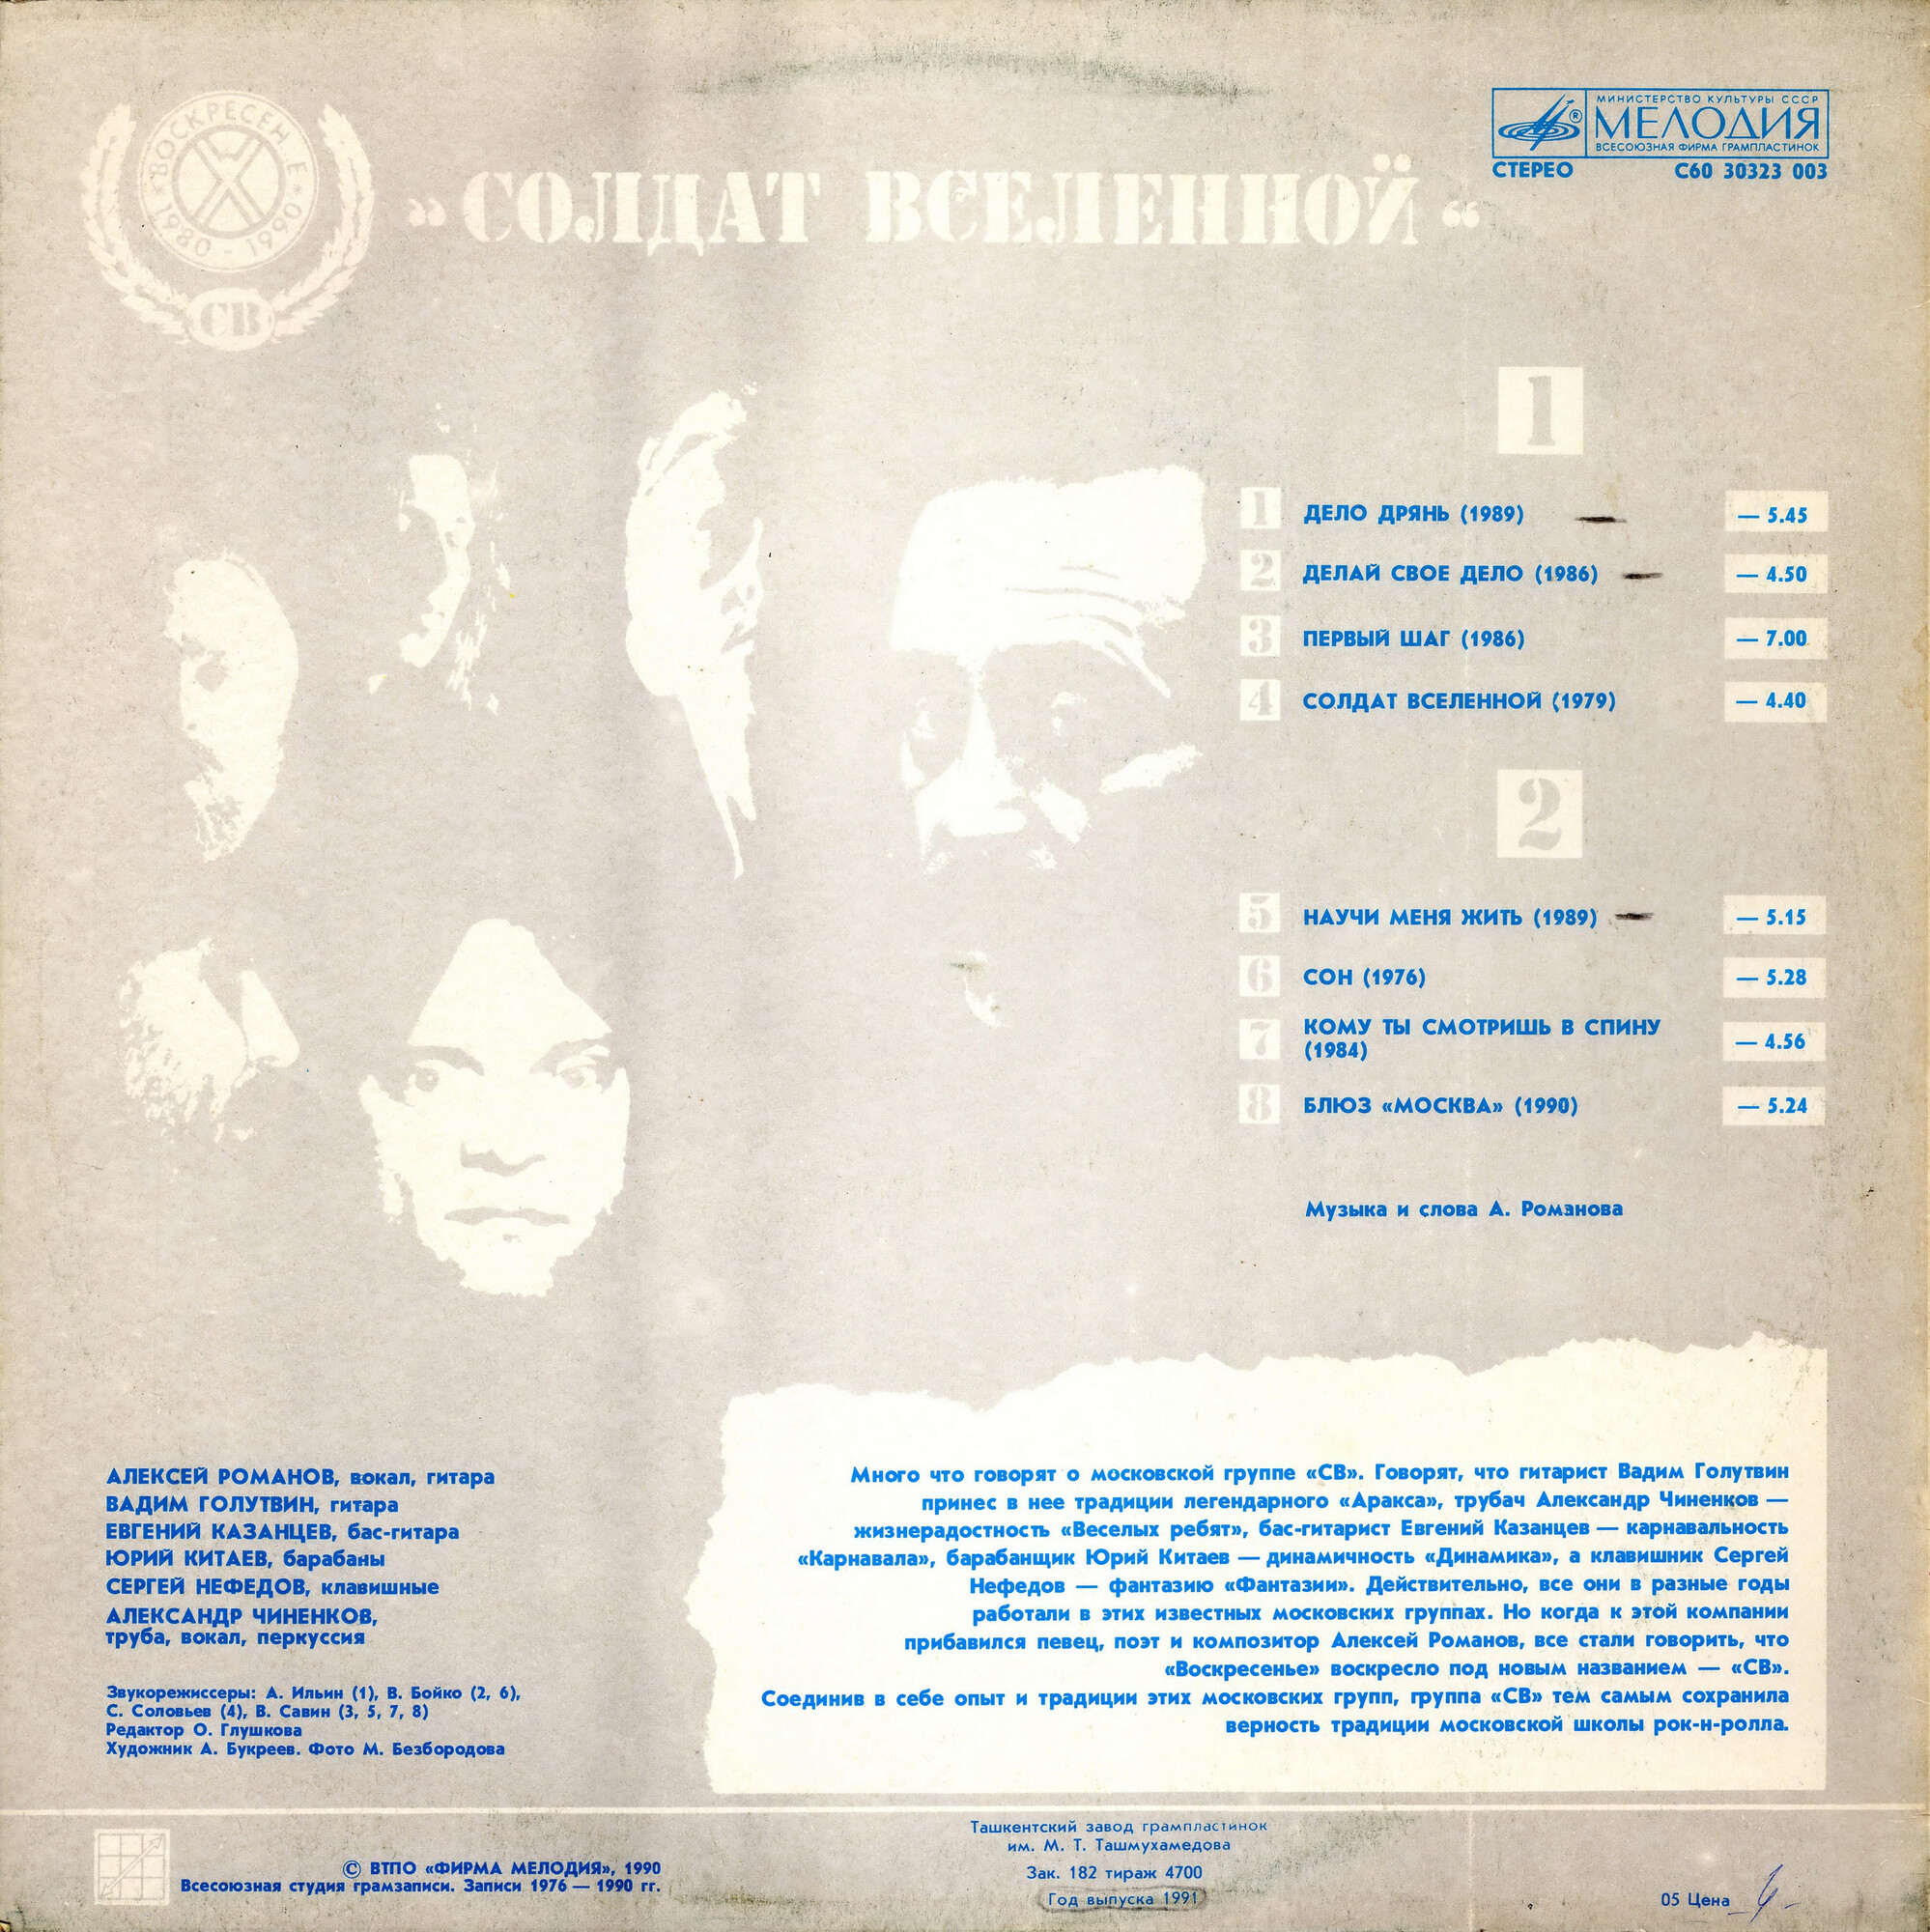 ВОСКРЕСЕН Е
1980 - 1990
СВ
„СОЛДАТ ВСЕЛЕННОЙ“
МИНИСТЕРСТВО КУЛЬТУРЫ СССР
МЕЛОДИЯ
ВСЕСОЮЗНАЯ ФИРМА ГРАМПЛАСТИНОК
СТЕРЕО С60 30323 003
1
1 ДЕЛО ДРЯНЬ (1989) — 5.45
2 ДЕЛАЙ СВОЕ ДЕЛО (1986) — 4.50
3 ПЕРВЫЙ ШАГ (1986) — 7.00
4 СОЛДАТ ВСЕЛЕННОЙ (1979) — 4.40
2
5 НАУЧИ МЕНЯ ЖИТЬ (1989) — 5.15
6 СОН (1976) — 5.28
7 КОМУ ТЫ СМОТРИШЬ В СПИНУ
(1984) — 4.56
8 БЛЮЗ «МОСКВА» (1990) — 5.24
Музыка и слова А. Романова
АЛЕКСЕЙ РОМАНОВ, вокал, гитара
ВАДИМ ГОЛУТВИН, гитара
ЕВГЕНИЙ КАЗАНЦЕВ, бас-гитара
ЮРИЙ КИТАЕВ, барабаны
СЕРГЕЙ НЕФЕДОВ, клавишные
АЛЕКСАНДР ЧИНЕНКОВ,
труба, вокал, перкуссия
Звукорежиссеры: А. Ильин (1), В. Бойко (2, 6),
С. Соловьев (4), В. Савин (3, 5, 7, 8)
Редактор О. Глушкова
Художник А. Букреев. Фото М. Безбородова
Много что говорят о московской группе «СВ». Говорят, что гитарист Вадим Голутвин
принес в нее традиции легендарного «Аракса», трубач Александр Чиненков —
жизнерадостность «Веселых ребят», бас-гитарист Евгений Казанцев — карнавальность
«Карнавала», барабанщик Юрий Китаев — динамичность «Динамика», а клавишник Сергей
Нефедов — фантазию «Фантазии». Действительно, все они в разные годы
работали в этих известных московских группах. Но когда к этой компании
прибавился певец, поэт и композитор Алексей Романов, все стали говорить, что
«Воскресенье» воскресло под новым названием — «СВ».
Соединив в себе опыт и традиции этих московских групп, группа «СВ» тем самым сохранила
верность традиции московской школы рок-н-ролла.
© ВТПО «ФИРМА МЕЛОДИЯ», 1990
Всесоюзная студия грамзаписи. Записи 1976 — 1990 гг.
Ташкентский завод грампластинок
им. М. Т. Ташмухамедова
Зак. 182 тираж 4700
Год выпуска 1991
05 Цена